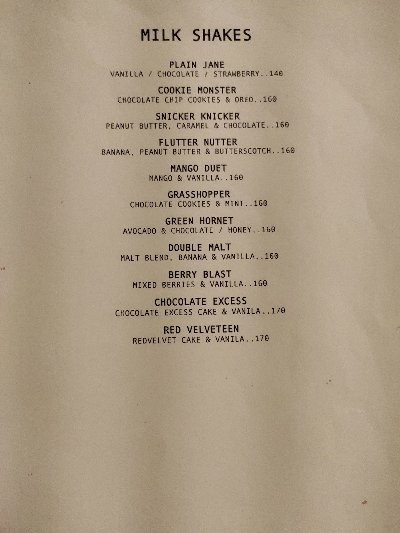 MILK SHAKES
PLAIN JANE
VANILLA / CHOCOLATE / STRAWBERRY..140
COOKIE MONSTER
CHOCOLATE CHIP COOKIES & OREO..160
SNICKER KNICKER
PEANUT BUTTER, CARAMEL & CHOCOLATE..160
FLUTTER NUTTER
BANANA, PEANUT BUTTER & BUTTERSCOTCH..160
MANGO DUET
MANGO & VANILLA..160
GRASSHOPPER
CHOCOLATE COOKIES & MINT..160
GREEN HORNET
AVOCADO & CHOCOLATE / HONEY..160
DOUBLE MALT
MALT BLEND, BANANA & VANILLA..160
BERRY BLAST
MIXED BERRIES & VANILLA..160
CHOCOLATE EXCESS
CHOCOLATE EXCESS CAKE & VANILA..170
RED VELVETEEN
REDVELVET CAKE & VANILA..170